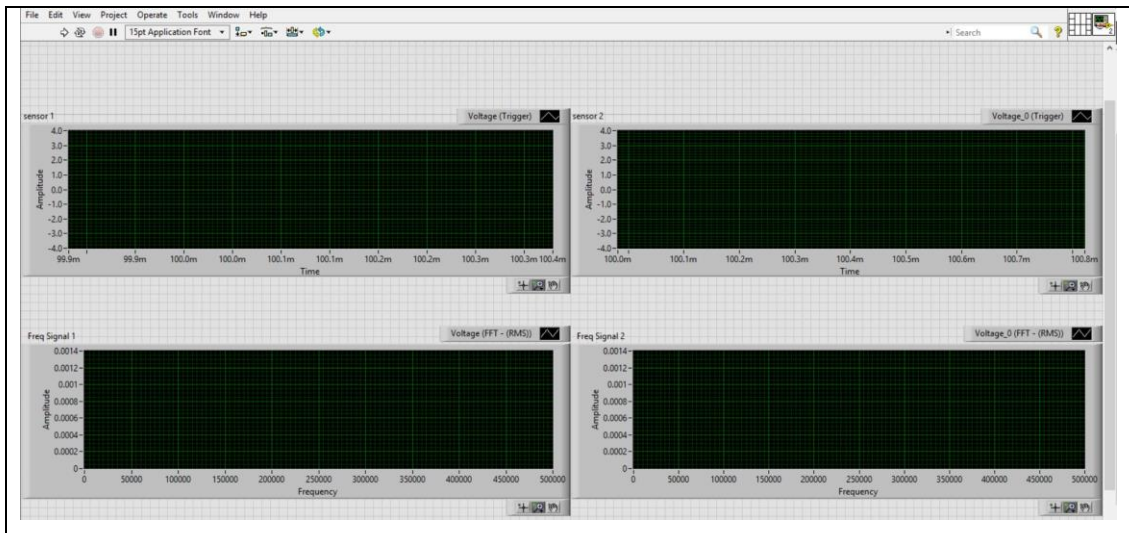 File Edit View Project Operate Tools Window Help
15pt Application Font
Search
2
sensor 1
Voltage (Trigger)
4.0
3.0
2.0
1.0
0.0
-1.0
-2.0
-3.0
-4.0
Amplitude
99.9m 99.9m 100.0m 100.0m 100.1m 100.1m 100.2m 100.2m 100.3m 100.3m 100.4m
Time
sensor 2
Voltage_0 (Trigger)
4.0
3.0
2.0
1.0
0.0
-1.0
-2.0
-3.0
-4.0
Amplitude
100.0m 100.1m 100.2m 100.3m 100.4m 100.5m 100.6m 100.7m 100.8m
Time
Freq Signal 1
Voltage (FFT - (RMS))
0.0014
0.0012
0.001
0.0008
0.0006
0.0004
0.0002
0
Amplitude
0 50000 100000 150000 200000 250000 300000 350000 400000 450000 500000
Frequency
Freq Signal 2
Voltage_0 (FFT - (RMS))
0.0014
0.0012
0.001
0.0008
0.0006
0.0004
0.0002
0
Amplitude
0 50000 100000 150000 200000 250000 300000 350000 400000 450000 500000
Frequency